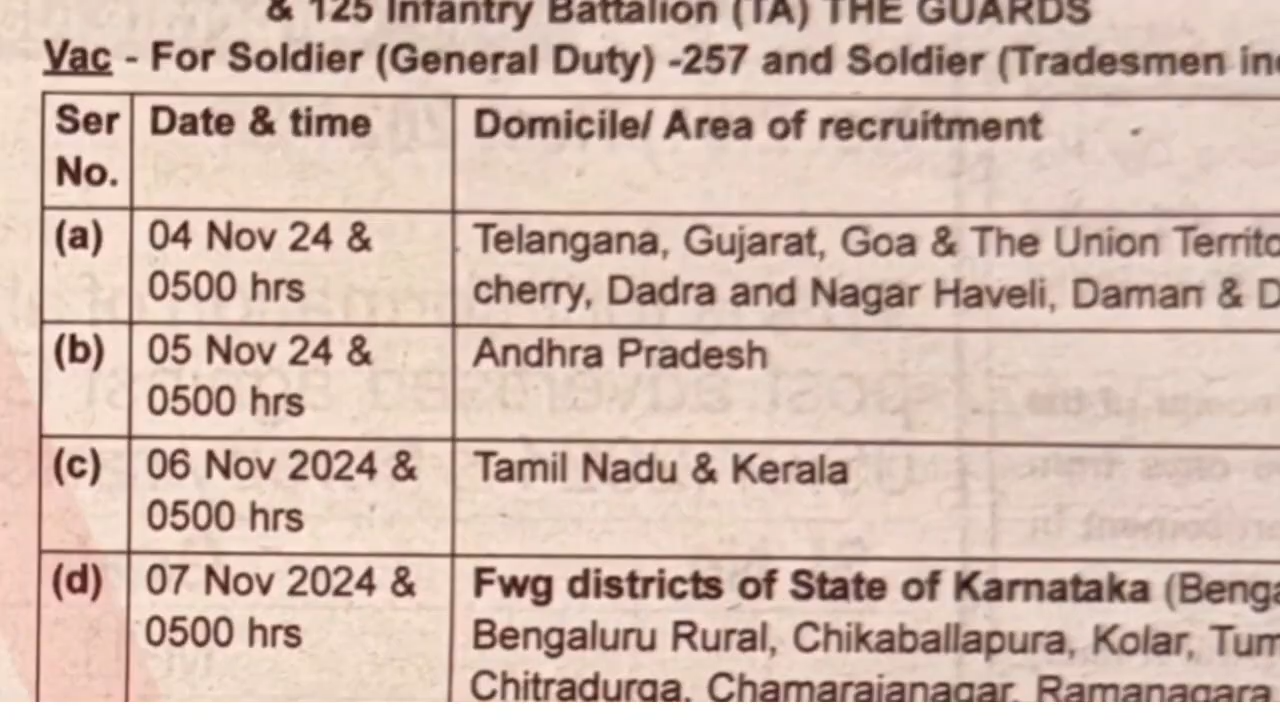 & 125 Infantry Battalion (TA) THE GUARDS
Vac - For Soldier (General Duty) -257 and Soldier (Tradesmen
Ser No. Date & time Domicile/ Area of recruitment
(a) 04 Nov 24 & Telangana, Gujarat, Goa & The Union
0500 hrs cherry, Dadra and Nagar Haveli, Daman &
(b) 05 Nov 24 & Andhra Pradesh
0500 hrs
(c) 06 Nov 2024 & Tamil Nadu & Kerala
0500 hrs
(d) 07 Nov 2024 & Fwg districts of State of Karnataka
0500 hrs Bengaluru Rural, Chikaballapura, Kolar,
Chitradurga, Chamarajanagar, Ramanagara